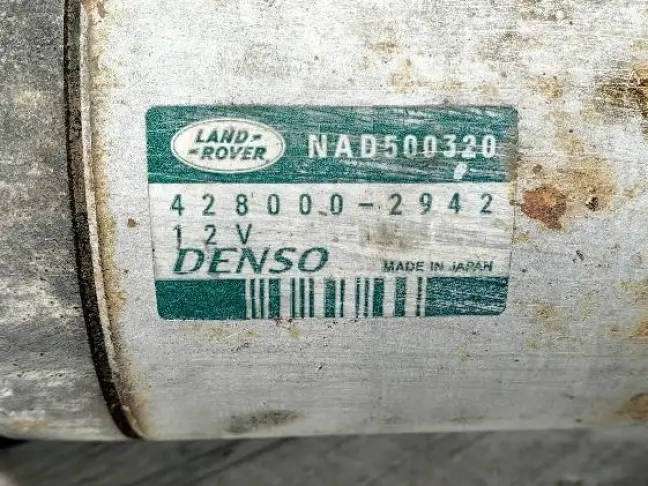 LAND-
-ROVER
NAD500320
428000-2942
12V
DENSO
MADE IN JAPAN